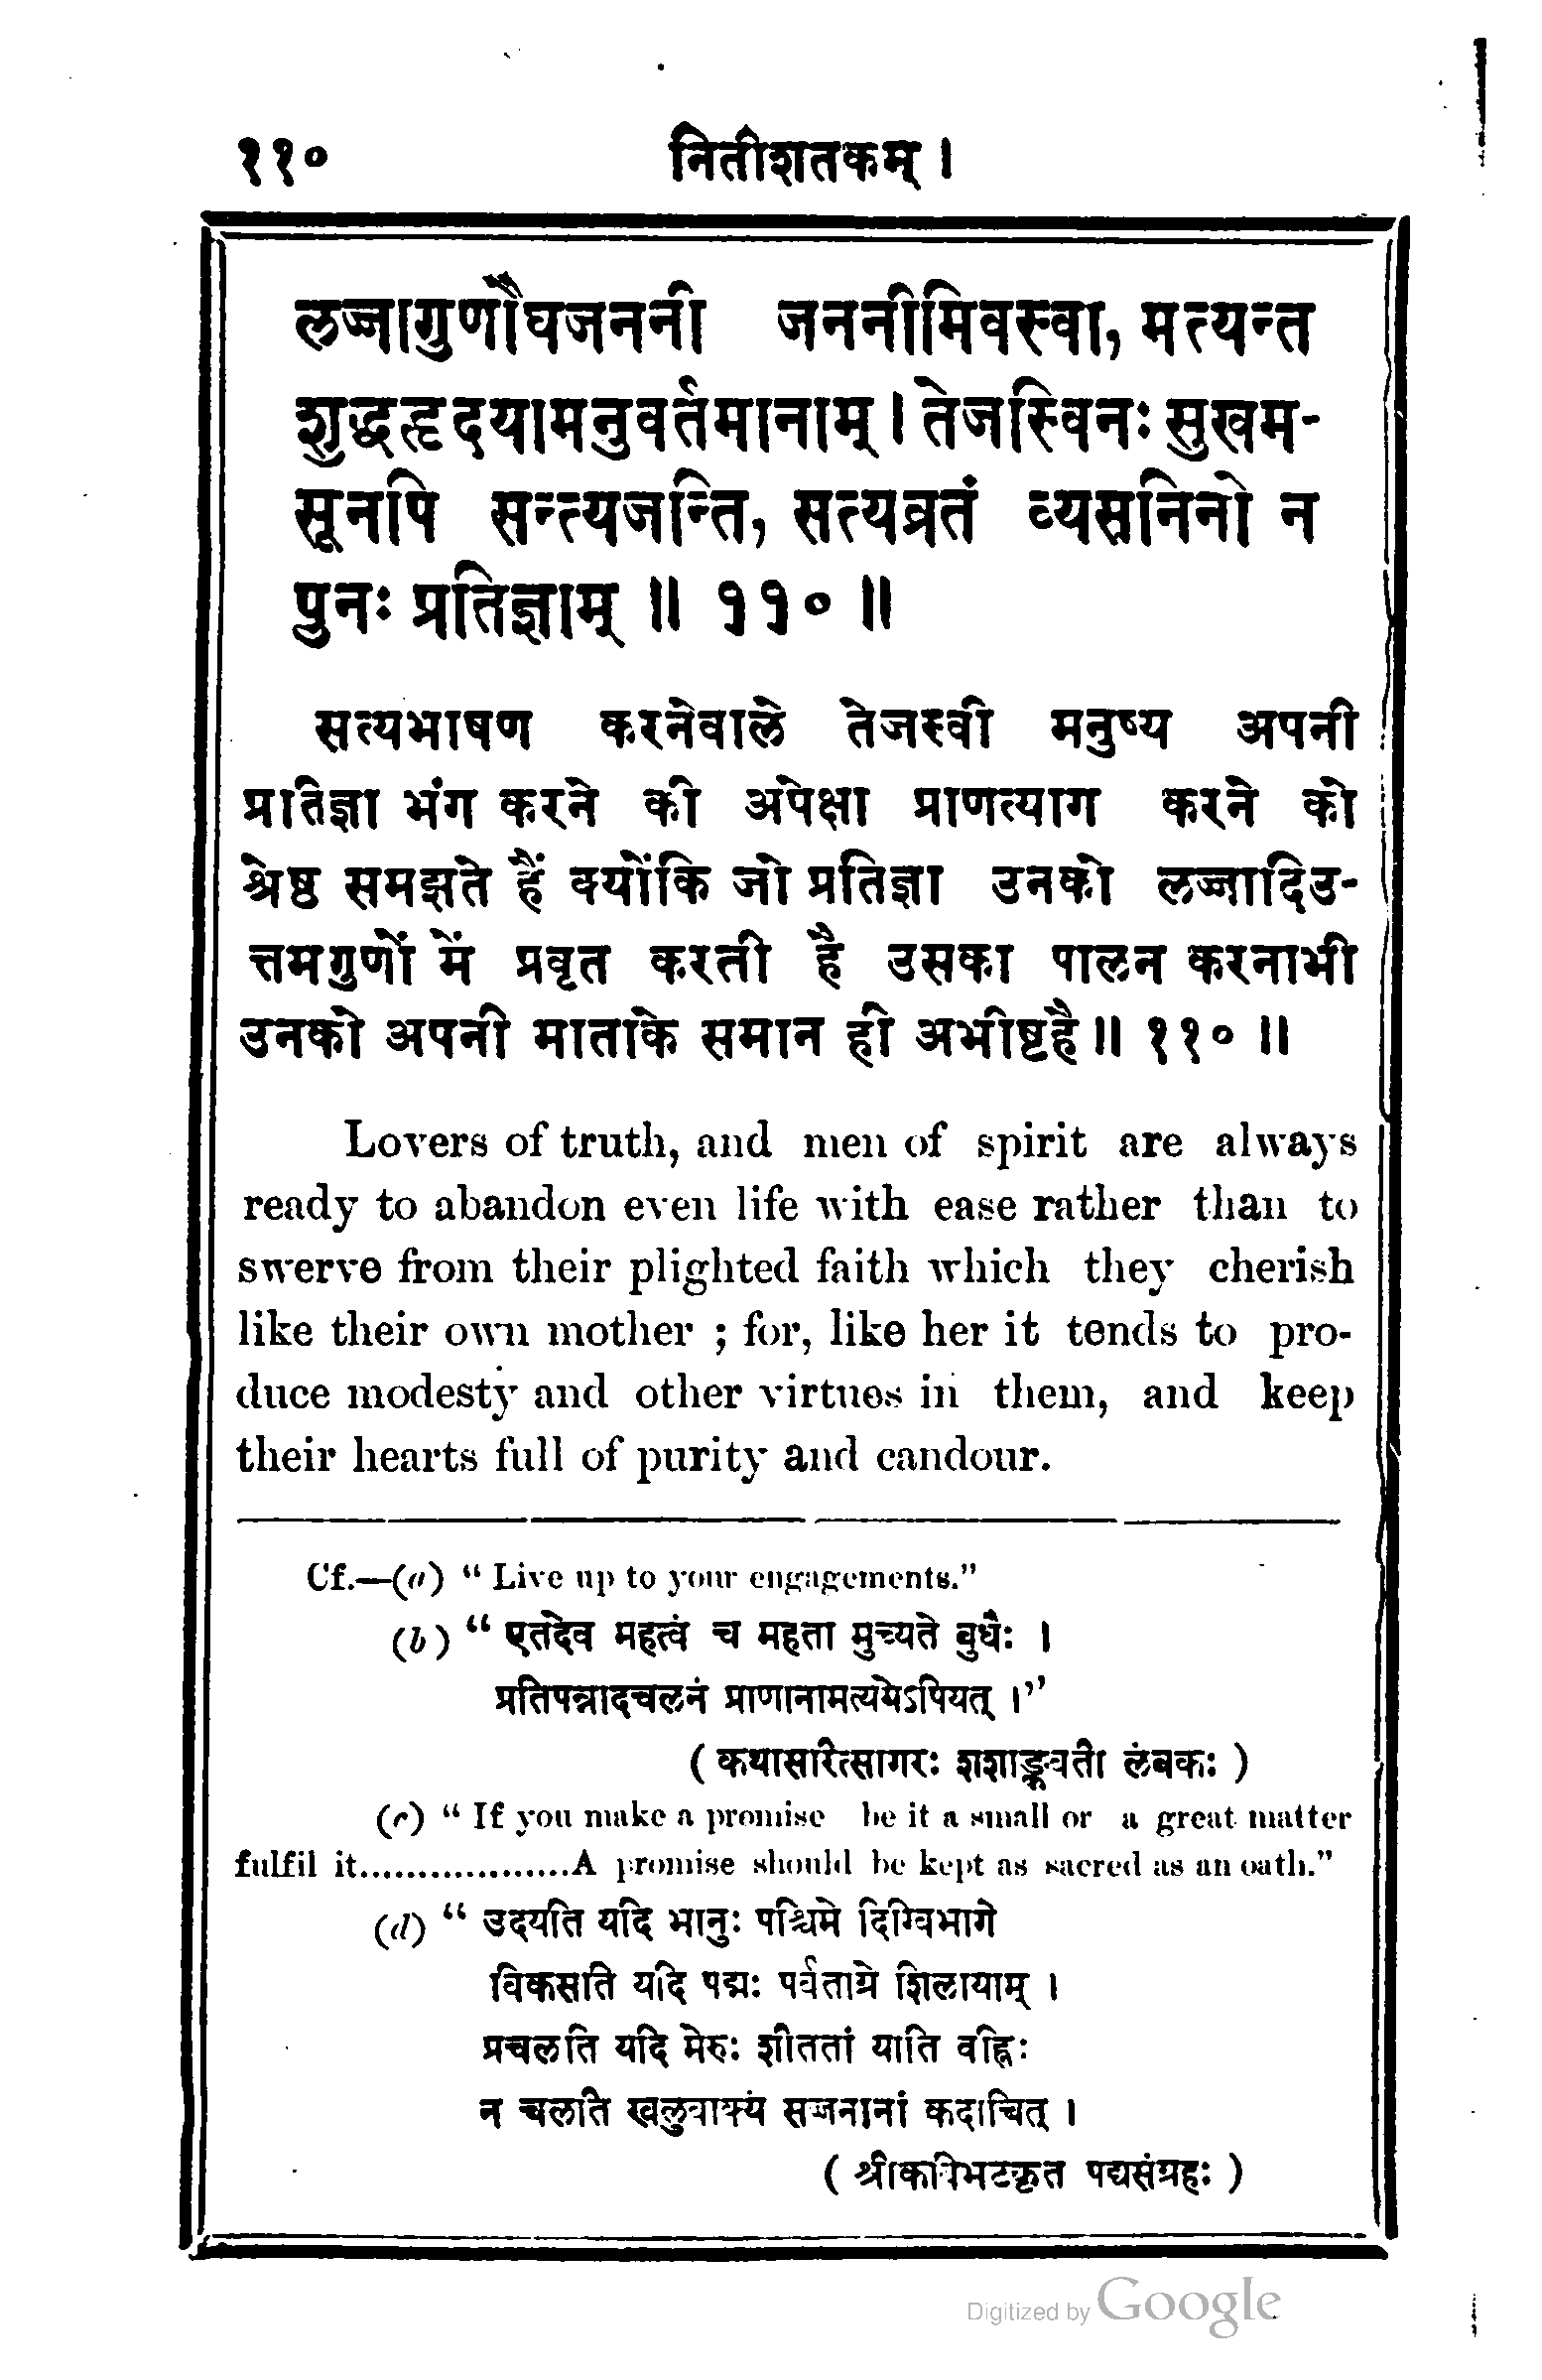 ११०
नितीशतकम् ।
लज्जागुणौघजननी जननीमिवस्वा, मत्यन्त
शुद्धहृदयामनुवर्तमानाम् । तेजस्विनः सुखम-
सूनपि सन्त्यजन्ति, सत्यव्रतं व्यसनिनो न
पुनः प्रतिज्ञाम् ॥ ११० ॥
सत्यभाषण करनेवाले तेजस्वी मनुष्य अपनी
प्रातिज्ञा भंग करने की अपेक्षा प्राणत्याग करने को
श्रेष्ठ समझते हैं क्योंकि जो प्रतिज्ञा उनको लज्जादिउ-
त्तमगुणों में प्रवृत करती है उसका पालन करनाभी
उनको अपनी माताके समान ही अभीष्टहै ॥ ११० ॥
Lovers of truth, and men of spirit are always
ready to abandon even life with ease rather than to
swerve from their plighted faith which they cherish
like their own mother ; for, like her it tends to pro-
duce modesty and other virtues in them, and keep
their hearts full of purity and candour.
Cf.—(a) “ Live up to your engagements.”
(b) “ एतदेव महत्वं च महता मुच्यते बुधैः ।
प्रतिपन्नादचलनं प्राणानामत्ययेऽपियत् ।”
( कथासारित्सागरः शशाङ्कवती लंबकः )
(c) “ If you make a promise be it a small or a great matter
fulfil it..................A promise should be kept as sacred as an oath.”
(d) “ उदयति यदि भानुः पश्चिमे दिग्विभागे
विकसति यदि पद्मः पर्वताग्रे शिलायाम् ।
प्रचलति यदि मेरुः शीततां याति वह्निः
न चलति खलुवाक्यं सज्जनानां कदाचित् ।
( श्रीकविभटकृत पद्यसंग्रहः )
Digitized by Google